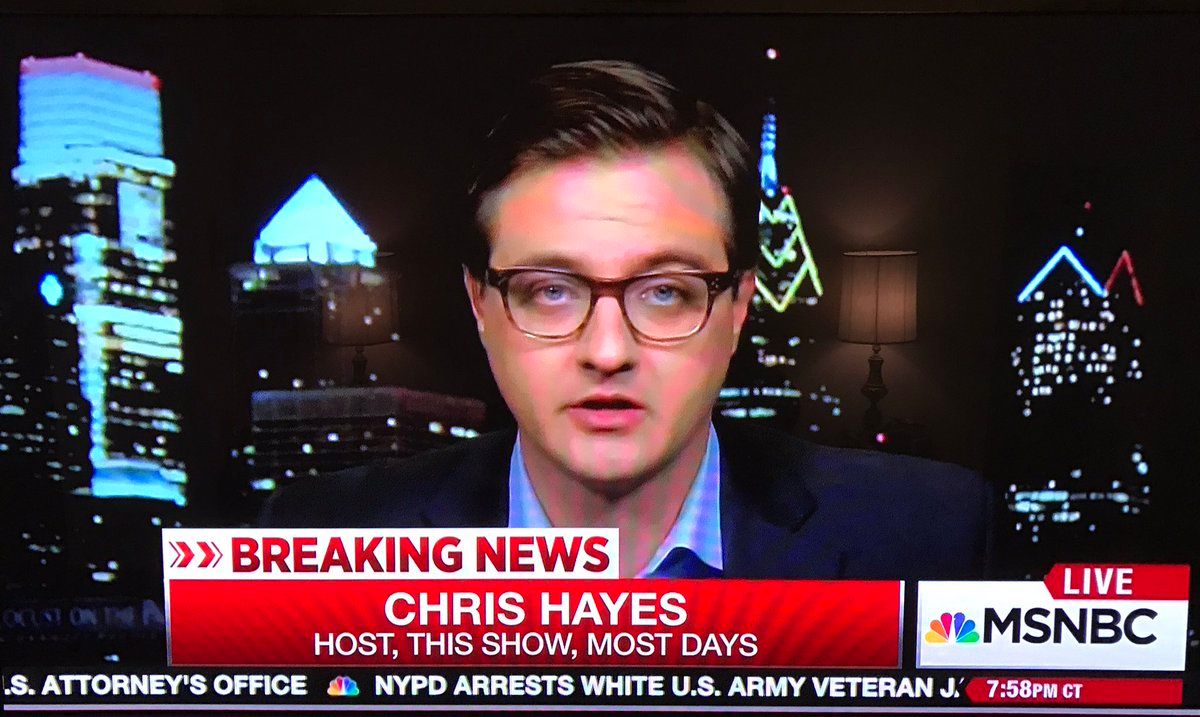 BREAKING NEWS
CHRIS HAYES
HOST, THIS SHOW, MOST DAYS
LIVE
MSNBC
.S. ATTORNEY'S OFFICE NYPD ARRESTS WHITE U.S. ARMY VETERAN J.
7:58PM CT